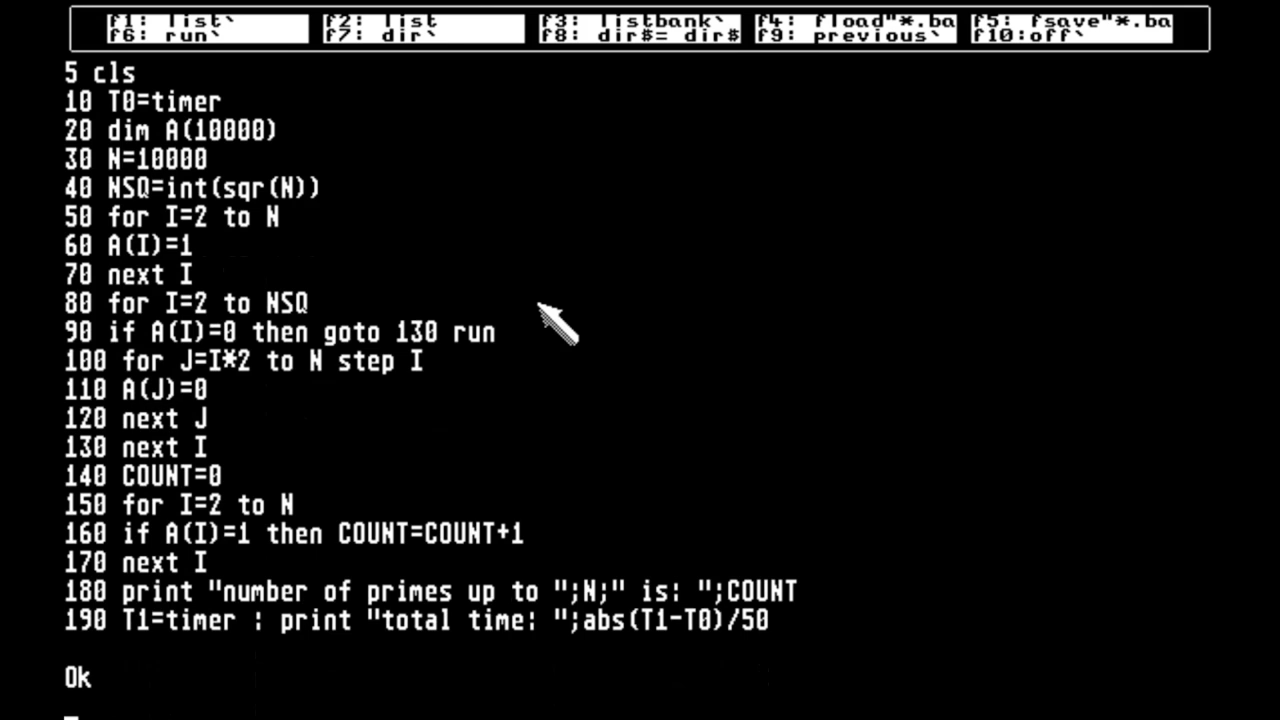 f1: list` f2: list f3: listbank` f4: fload"*.ba f5: fsave"*.ba
f6: run` f7: dir` f8: dir#= dir# f9: previous` f10:off`
5 cls
10 T0=timer
20 dim A(10000)
30 N=10000
40 NSQ=int(sqr(N))
50 for I=2 to N
60 A(I)=1
70 next I
80 for I=2 to NSQ
90 if A(I)=0 then goto 130 run
100 for J=I*2 to N step I
110 A(J)=0
120 next J
130 next I
140 COUNT=0
150 for I=2 to N
160 if A(I)=1 then COUNT=COUNT+1
170 next I
180 print "number of primes up to ";N;" is: ";COUNT
190 T1=timer : print "total time: ";abs(T1-T0)/50
Ok